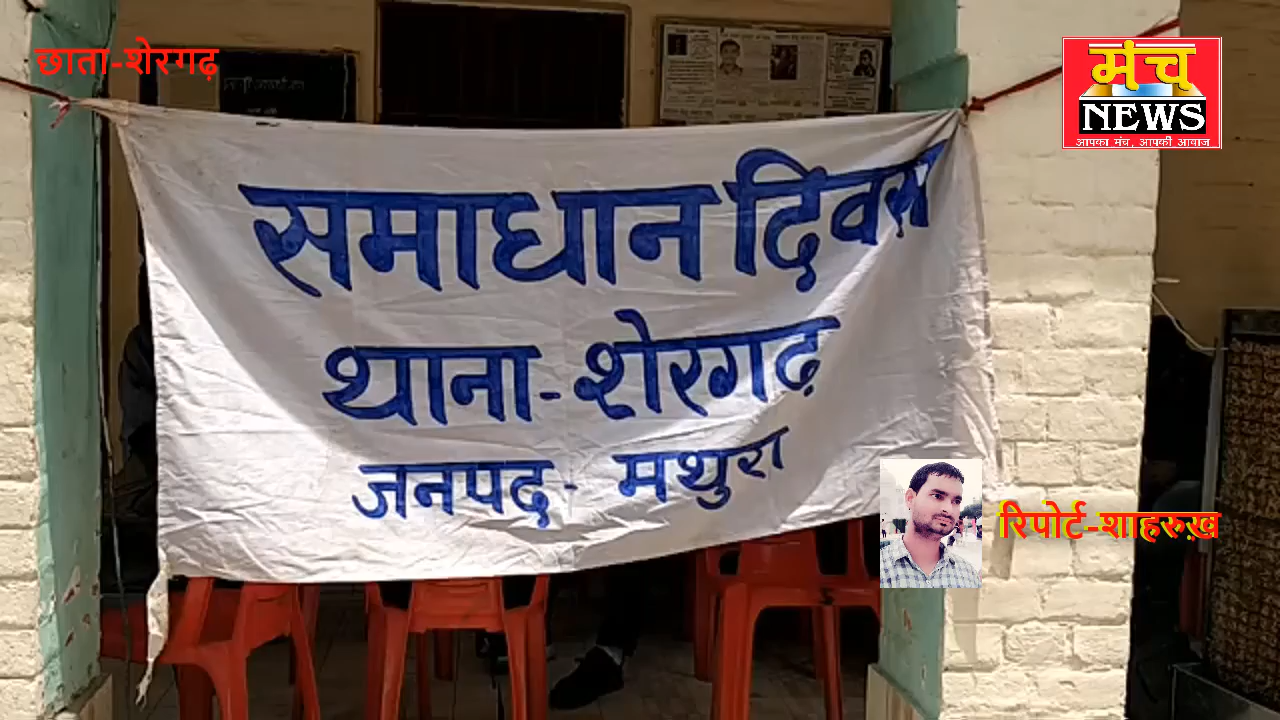 छाता-शेरगढ़
मंच
NEWS
आपका मंच, आपकी आवाज
समाधान दिवस
थाना-शेरगढ़
जनपद- मथुरा
रिपोर्ट-शाहरुख़